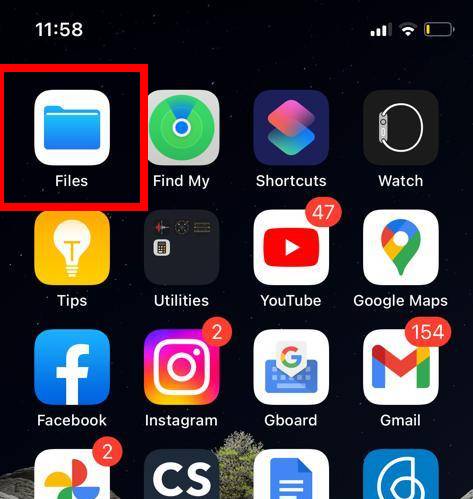 11:58
Files Find My Shortcuts Watch
47
Tips Utilities YouTube Google Maps
2 154
Facebook Instagram Gboard Gmail
2
CS